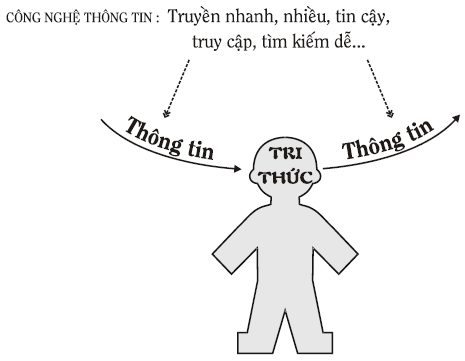 CÔNG NGHỆ THÔNG TIN : Truyền nhanh, nhiều, tin cậy,
truy cập, tìm kiếm dễ...
Thông tin
Thông tin
TRI
THỨC